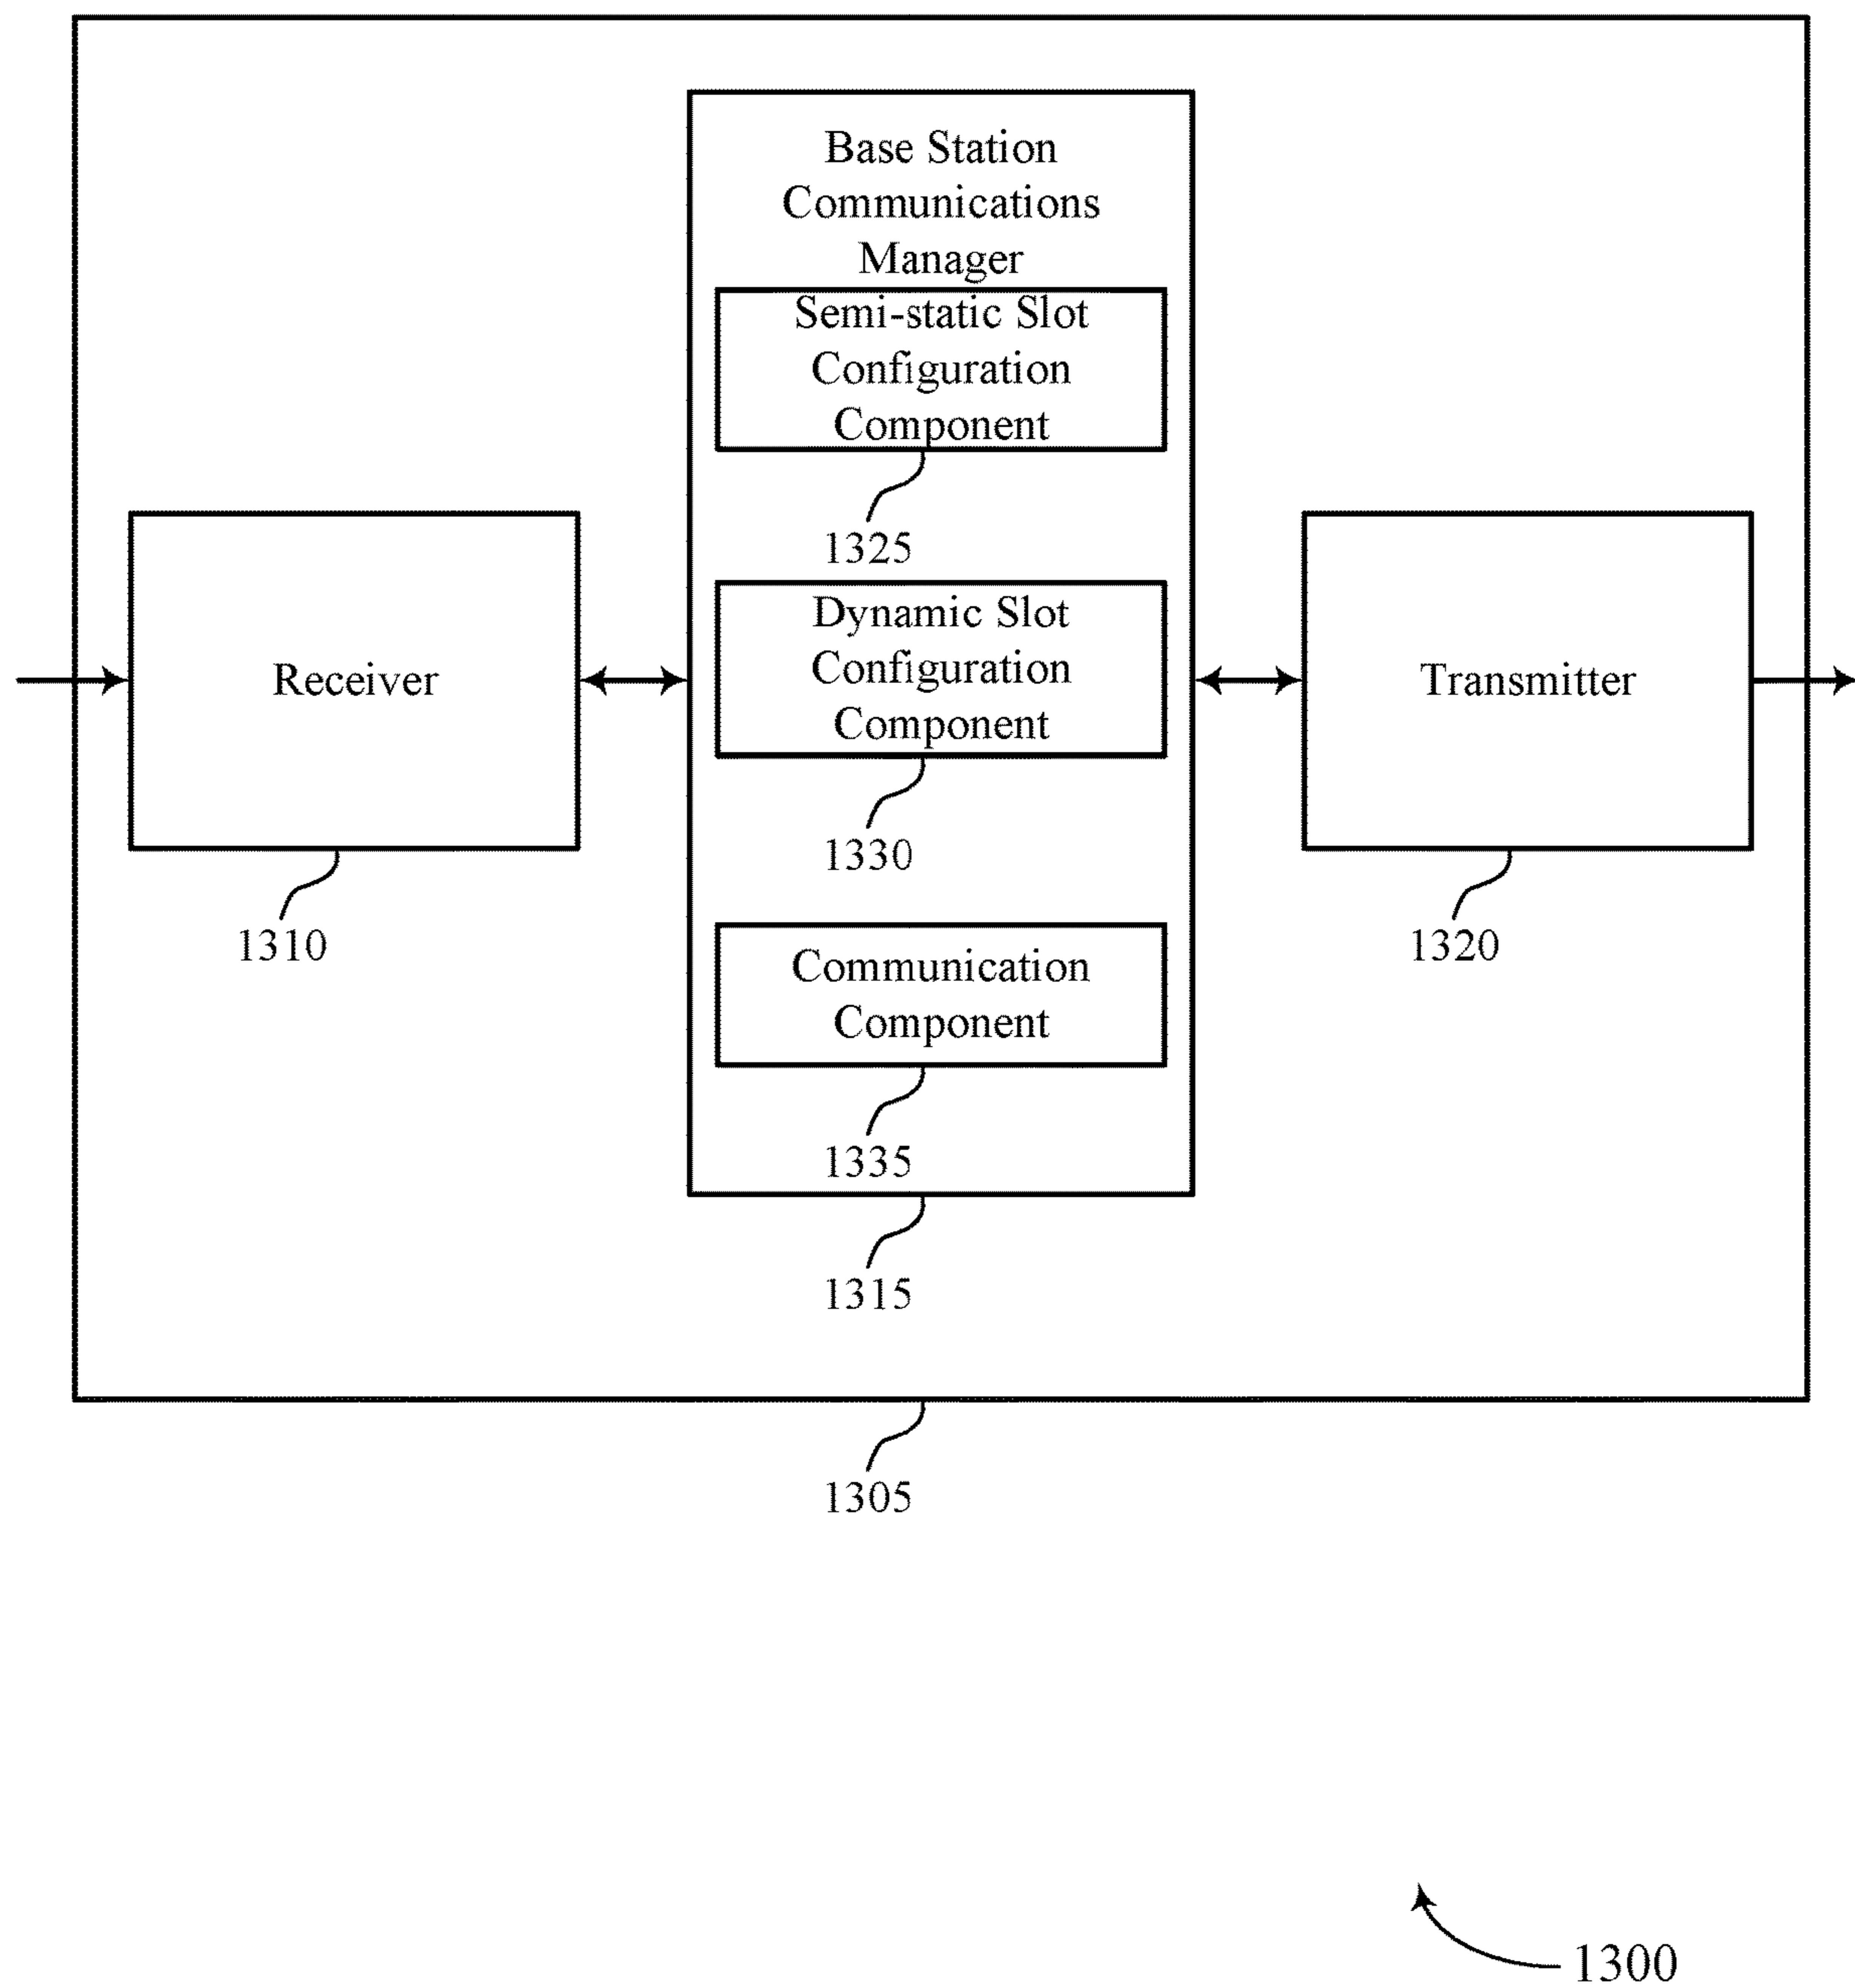 Base Station
Communications
Manager
Semi-static Slot
Configuration
Component
1325
Dynamic Slot
Configuration
Component
1330
Communication
Component
1335
1315
Receiver
1310
Transmitter
1320
1305
1300